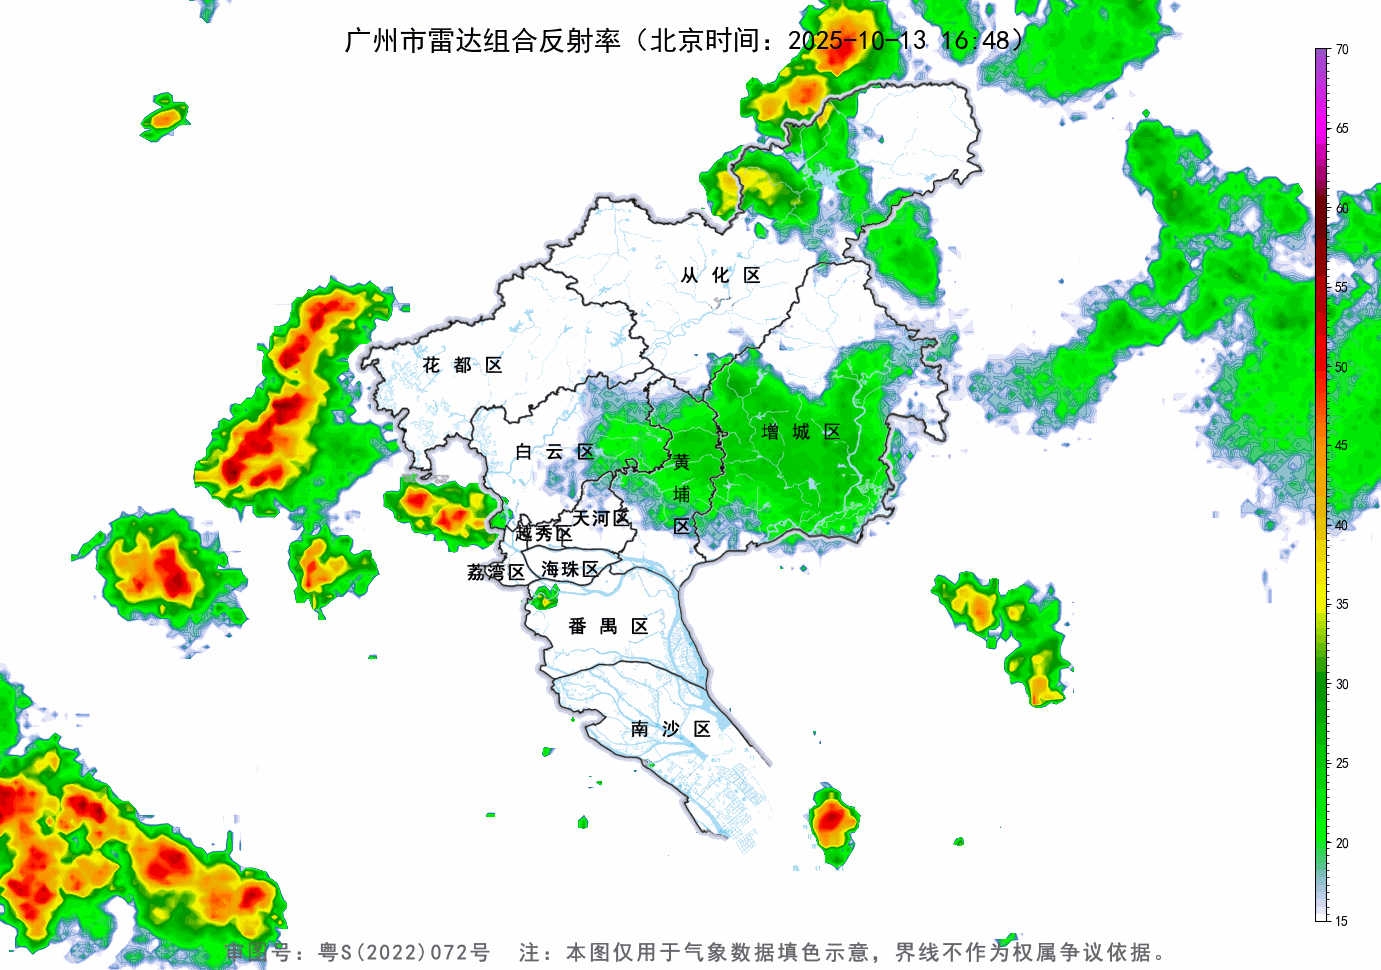 广州市雷达组合反射率（北京时间：2025-10-13 16:48）
70
65
60
55
50
45
40
35
30
25
20
15
从 化 区
花 都 区
增 城 区
白 云 区
黄
埔
区
天河区
越秀区
荔湾区
海珠区
番 禺 区
南 沙 区
审图号：粤S(2022)072号 注：本图仅用于气象数据填色示意，界线不作为权属争议依据。